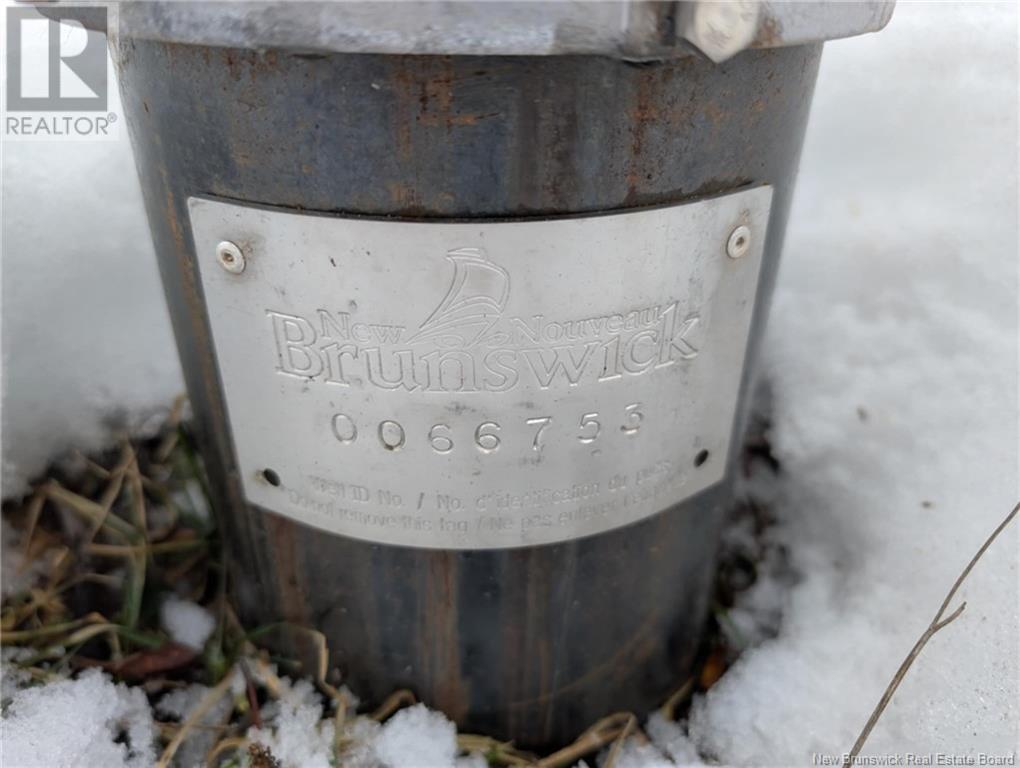 REALTOR®
New Nouveau
Brunswick
0066753
Well ID No. / No. d'identification du puits
Do not remove this tag / Ne pas enlever l'étiquette
New Brunswick Real Estate Board